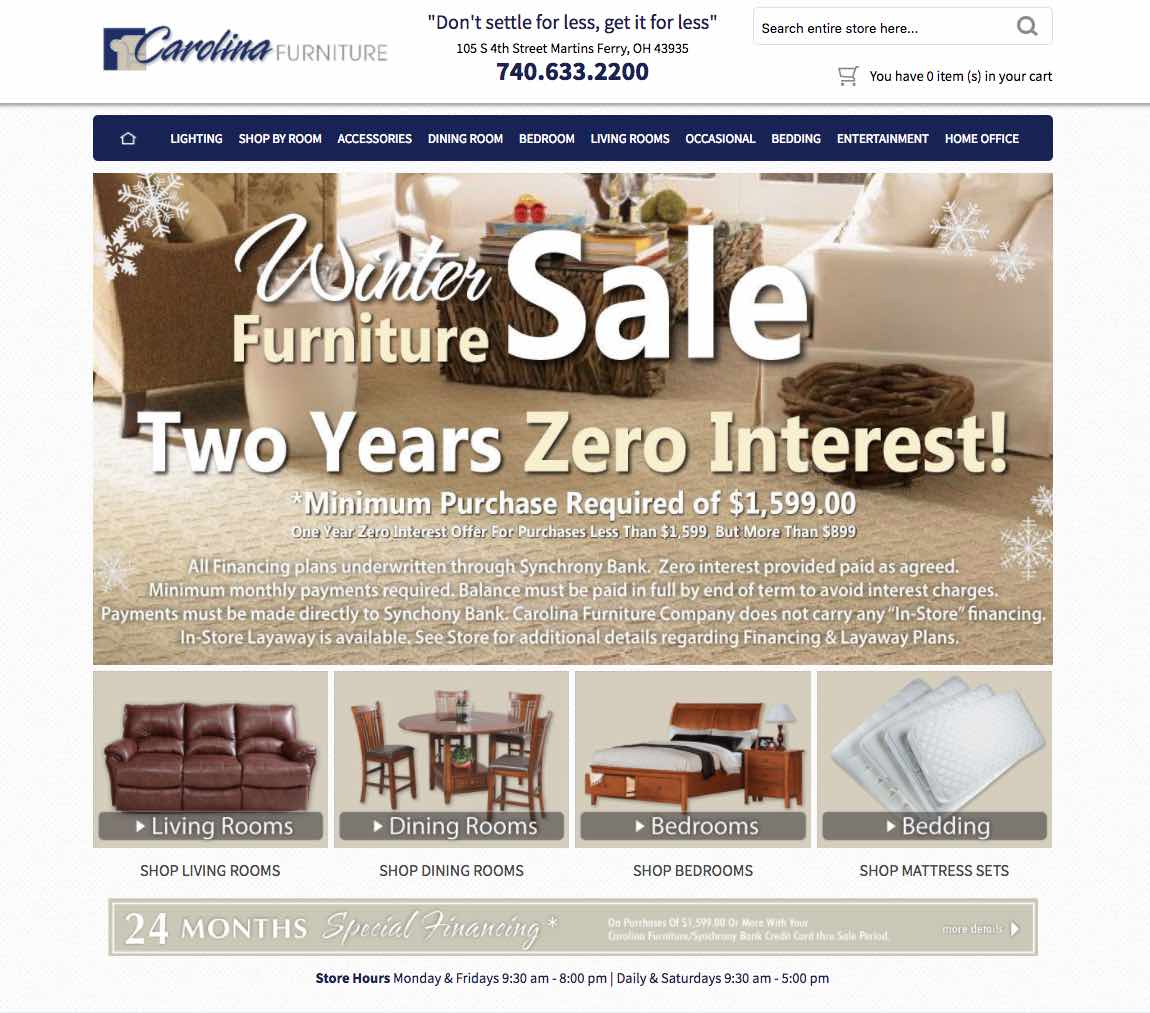 Carolina FURNITURE
"Don't settle for less, get it for less"
105 S 4th Street Martins Ferry, OH 43935
740.633.2200
Search entire store here...
You have 0 item (s) in your cart
LIGHTING SHOP BY ROOM ACCESSORIES DINING ROOM BEDROOM LIVING ROOMS OCCASIONAL BEDDING ENTERTAINMENT HOME OFFICE
Winter
Furniture
Sale
Two Years Zero Interest!
*Minimum Purchase Required of $1,599.00
One Year Zero Interest Offer For Purchases Less Than $1,599, But More Than $899
All Financing plans underwritten through Synchrony Bank. Zero interest provided paid as agreed.
Minimum monthly payments required. Balance must be paid in full by end of term to avoid interest charges.
Payments must be made directly to Synchony Bank. Carolina Furniture Company does not carry any "In-Store" financing.
In-Store Layaway is available. See Store for additional details regarding Financing & Layaway Plans.
Living Rooms
Dining Rooms
Bedrooms
Bedding
SHOP LIVING ROOMS
SHOP DINING ROOMS
SHOP BEDROOMS
SHOP MATTRESS SETS
24 MONTHS Special Financing*
On Purchases Of $1,599.00 Or More With Your
Carolina Furniture/Synchrony Bank Credit Card thru Sale Period.
more details
Store Hours Monday & Fridays 9:30 am - 8:00 pm | Daily & Saturdays 9:30 am - 5:00 pm